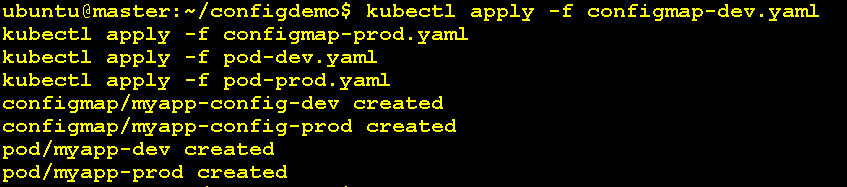 ubuntu@master:~/configdemo$ kubectl apply -f configmap-dev.yaml
kubectl apply -f configmap-prod.yaml
kubectl apply -f pod-dev.yaml
kubectl apply -f pod-prod.yaml
configmap/myapp-config-dev created
configmap/myapp-config-prod created
pod/myapp-dev created
pod/myapp-prod created